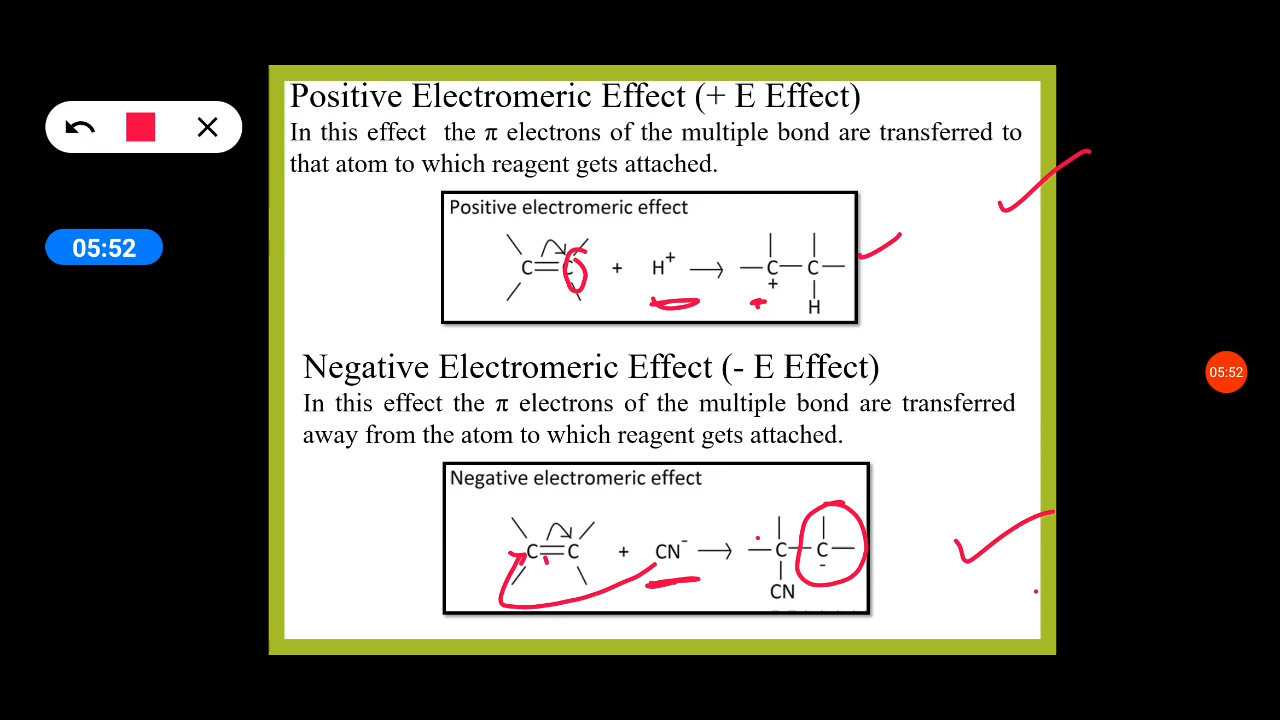 Positive Electromeric Effect (+ E Effect)
In this effect the π electrons of the multiple bond are transferred to
that atom to which reagent gets attached.
05:52
Positive electromeric effect
C=C + H+ → —C—C—
+
H
Negative Electromeric Effect (- E Effect)
05:52
In this effect the π electrons of the multiple bond are transferred
away from the atom to which reagent gets attached.
Negative electromeric effect
C=C + CN- → —C—C—
-
CN